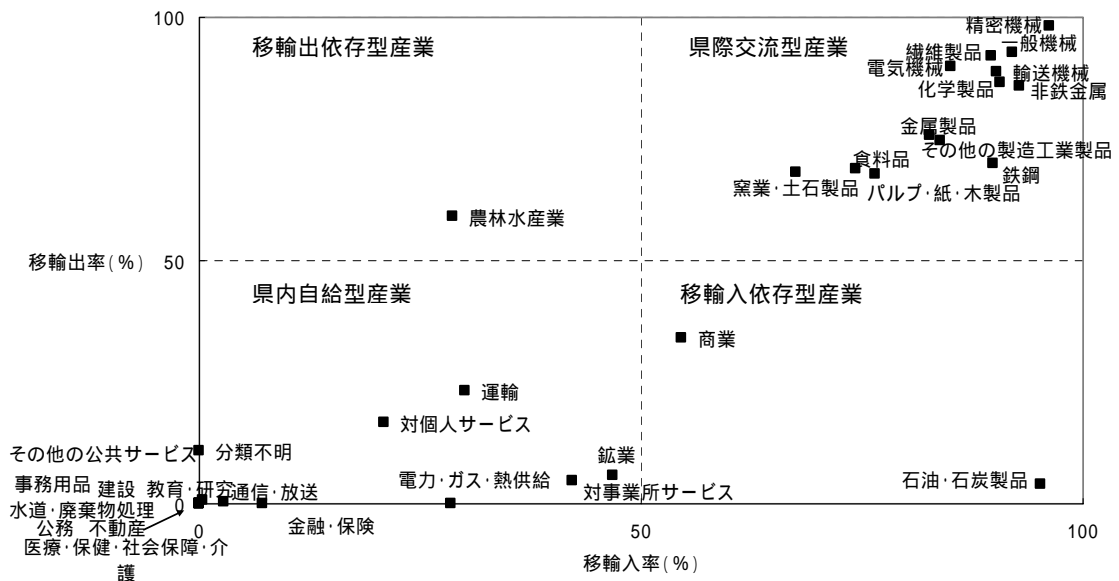 100
移輸出依存型産業
県際交流型産業
精密機械
一般機械
繊維製品
電気機械
輸送機械
化学製品
非鉄金属
金属製品
その他の製造工業製品
食料品
鉄鋼
窯業・土石製品
パルプ・紙・木製品
農林水産業
移輸出率(%)
50
県内自給型産業
移輸入依存型産業
商業
運輸
対個人サービス
その他の公共サービス
分類不明
鉱業
電力・ガス・熱供給
対事業所サービス
石油・石炭製品
事務用品
建設
教育・研究
通信・放送
水道・廃棄物処理
0
公務
不動産
金融・保険
医療・保健・社会保障・介
護
0
50
100
移輸入率(%)